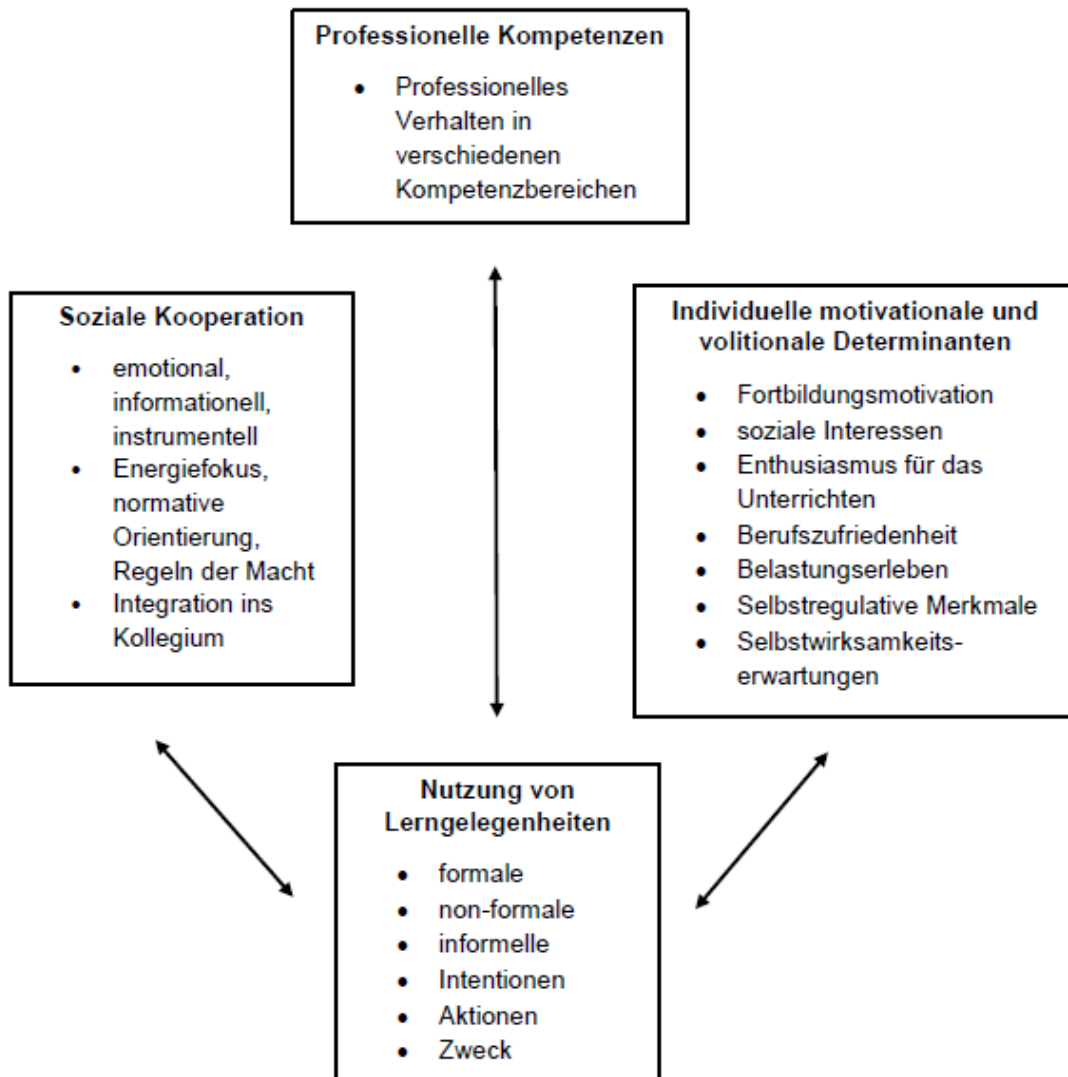 Professionelle Kompetenzen
• Professionelles
Verhalten in
verschiedenen
Kompetenzbereichen
Soziale Kooperation
• emotional,
informationell,
instrumentell
• Energiefokus,
normative
Orientierung,
Regeln der Macht
• Integration ins
Kollegium
Individuelle motivationale und
volitionale Determinanten
• Fortbildungsmotivation
• soziale Interessen
• Enthusiasmus für das
Unterrichten
• Berufszufriedenheit
• Belastungserleben
• Selbstregulative Merkmale
• Selbstwirksamkeits-
erwartungen
Nutzung von
Lerngelegenheiten
• formale
• non-formale
• informelle
• Intentionen
• Aktionen
• Zweck